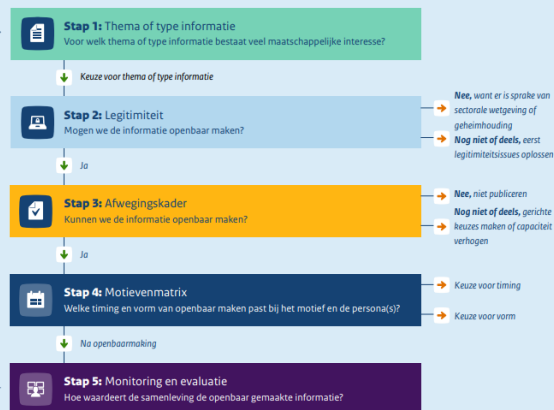 Stap 1: Thema of type informatie
Voor welk thema of type informatie bestaat veel maatschappelijke interesse?
Keuze voor thema of type informatie
Stap 2: Legitimiteit
Mogen we de informatie openbaar maken?
Nee, want er is sprake van
sectorale wetgeving of
geheimhouding
Nog niet of deels, eerst
legitimiteitsissues oplossen
Ja
Stap 3: Afwegingskader
Kunnen we de informatie openbaar maken?
Nee, niet publiceren
Nog niet of deels, gerichte
keuzes maken of capaciteit
verhogen
Ja
Stap 4: Motievenmatrix
Welke timing en vorm van openbaar maken past bij het motief en de persona(s)?
Keuze voor timing
Keuze voor vorm
Na openbaarmaking
Stap 5: Monitoring en evaluatie
Hoe waardeert de samenleving de openbaar gemaakte informatie?